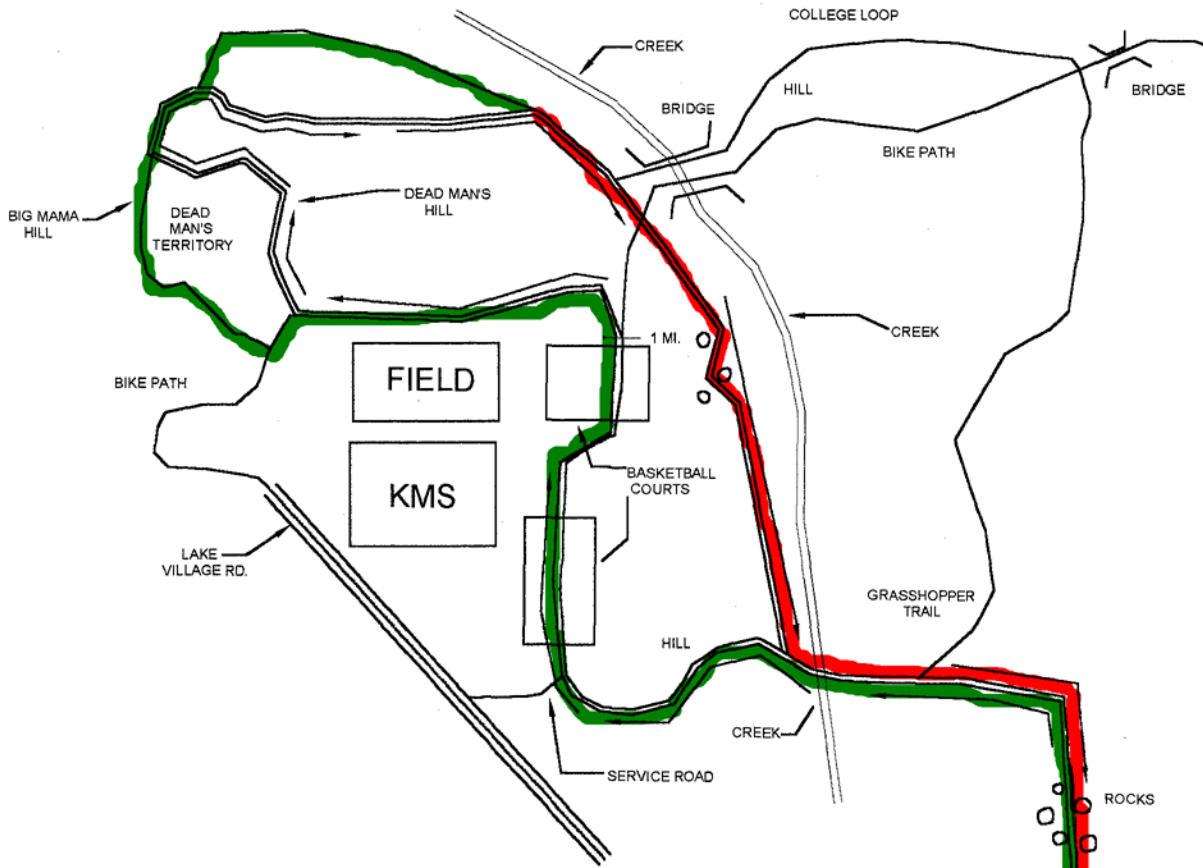 COLLEGE LOOP
CREEK
HILL
BRIDGE
BRIDGE
BIKE PATH
DEAD MAN'S
HILL
BIG MAMA
HILL
DEAD
MAN'S
TERRITORY
CREEK
1 MI.
BIKE PATH
FIELD
BASKETBALL
COURTS
KMS
LAKE
VILLAGE RD.
GRASSHOPPER
TRAIL
HILL
CREEK
SERVICE ROAD
ROCKS